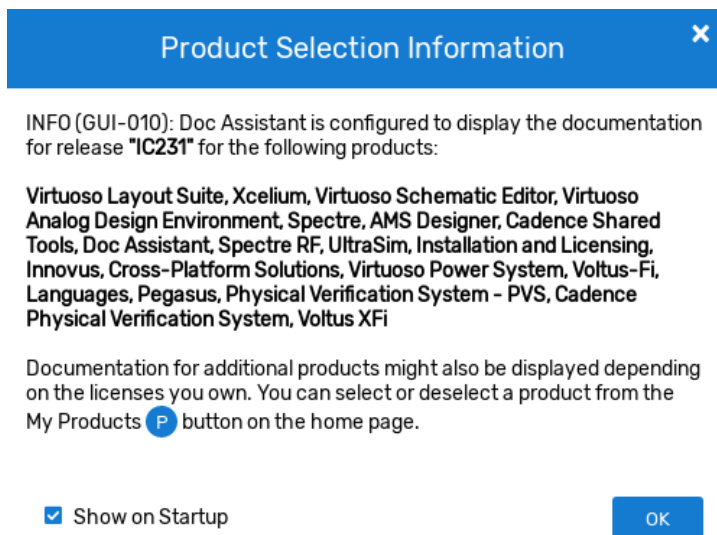 Product Selection Information
INFO (GUI-010): Doc Assistant is configured to display the documentation
for release "IC231" for the following products:
Virtuoso Layout Suite, Xcelium, Virtuoso Schematic Editor, Virtuoso
Analog Design Environment, Spectre, AMS Designer, Cadence Shared
Tools, Doc Assistant, Spectre RF, UltraSim, Installation and Licensing,
Innovus, Cross-Platform Solutions, Virtuoso Power System, Voltus-Fi,
Languages, Pegasus, Physical Verification System - PVS, Cadence
Physical Verification System, Voltus XFi
Documentation for additional products might also be displayed depending
on the licenses you own. You can select or deselect a product from the
My Products P button on the home page.
Show on Startup
OK